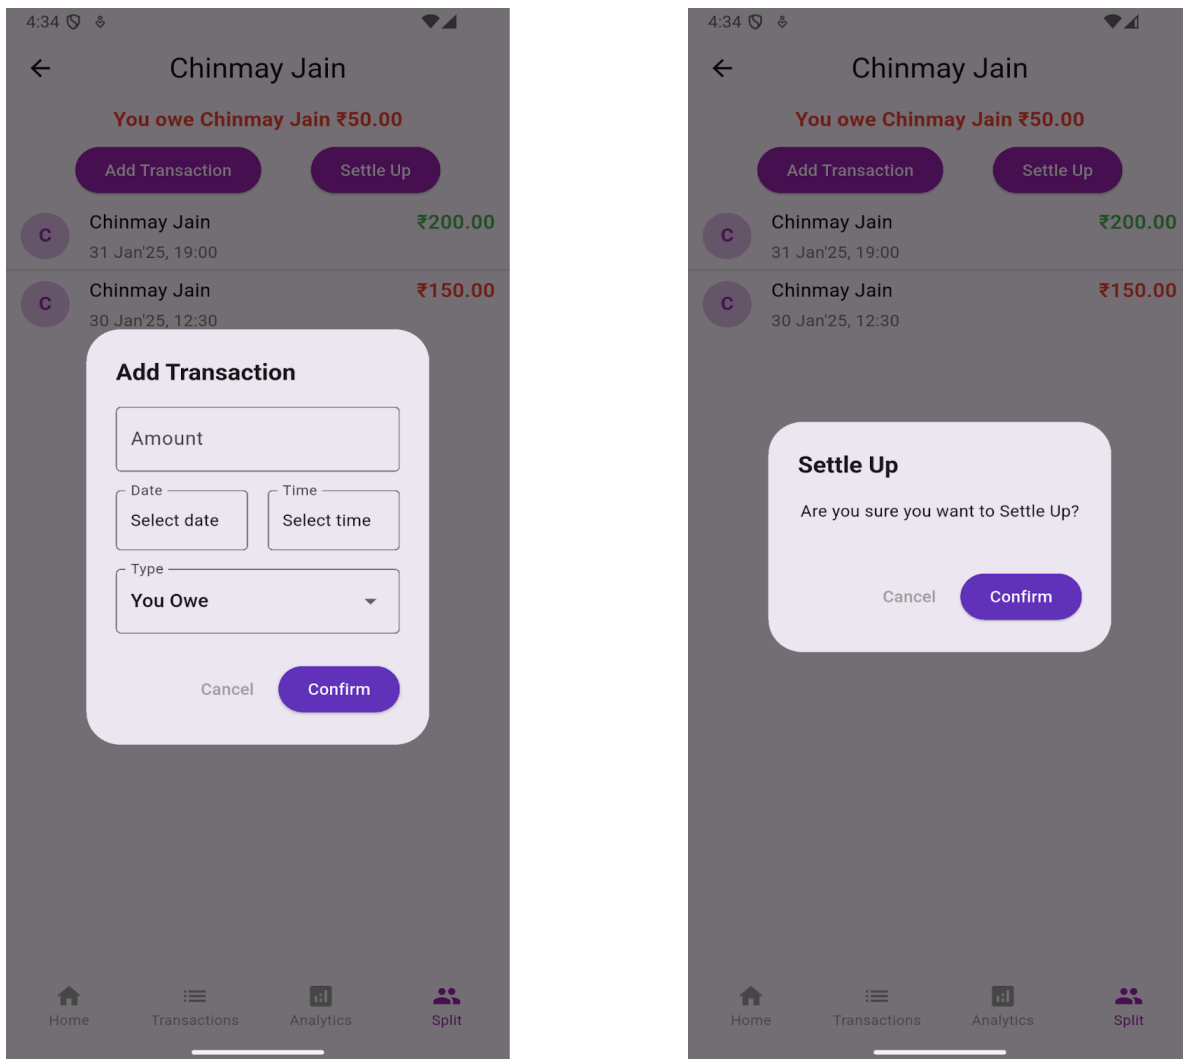 4:34
Chinmay Jain
You owe Chinmay Jain ₹50.00
Add Transaction Settle Up
C Chinmay Jain ₹200.00
31 Jan'25, 19:00
C Chinmay Jain ₹150.00
30 Jan'25, 12:30
Add Transaction
Amount
Date Time
Select date Select time
Type
You Owe
Cancel Confirm
Home Transactions Analytics Split
4:34
Chinmay Jain
You owe Chinmay Jain ₹50.00
Add Transaction Settle Up
C Chinmay Jain ₹200.00
31 Jan'25, 19:00
C Chinmay Jain ₹150.00
30 Jan'25, 12:30
Settle Up
Are you sure you want to Settle Up?
Cancel Confirm
Home Transactions Analytics Split